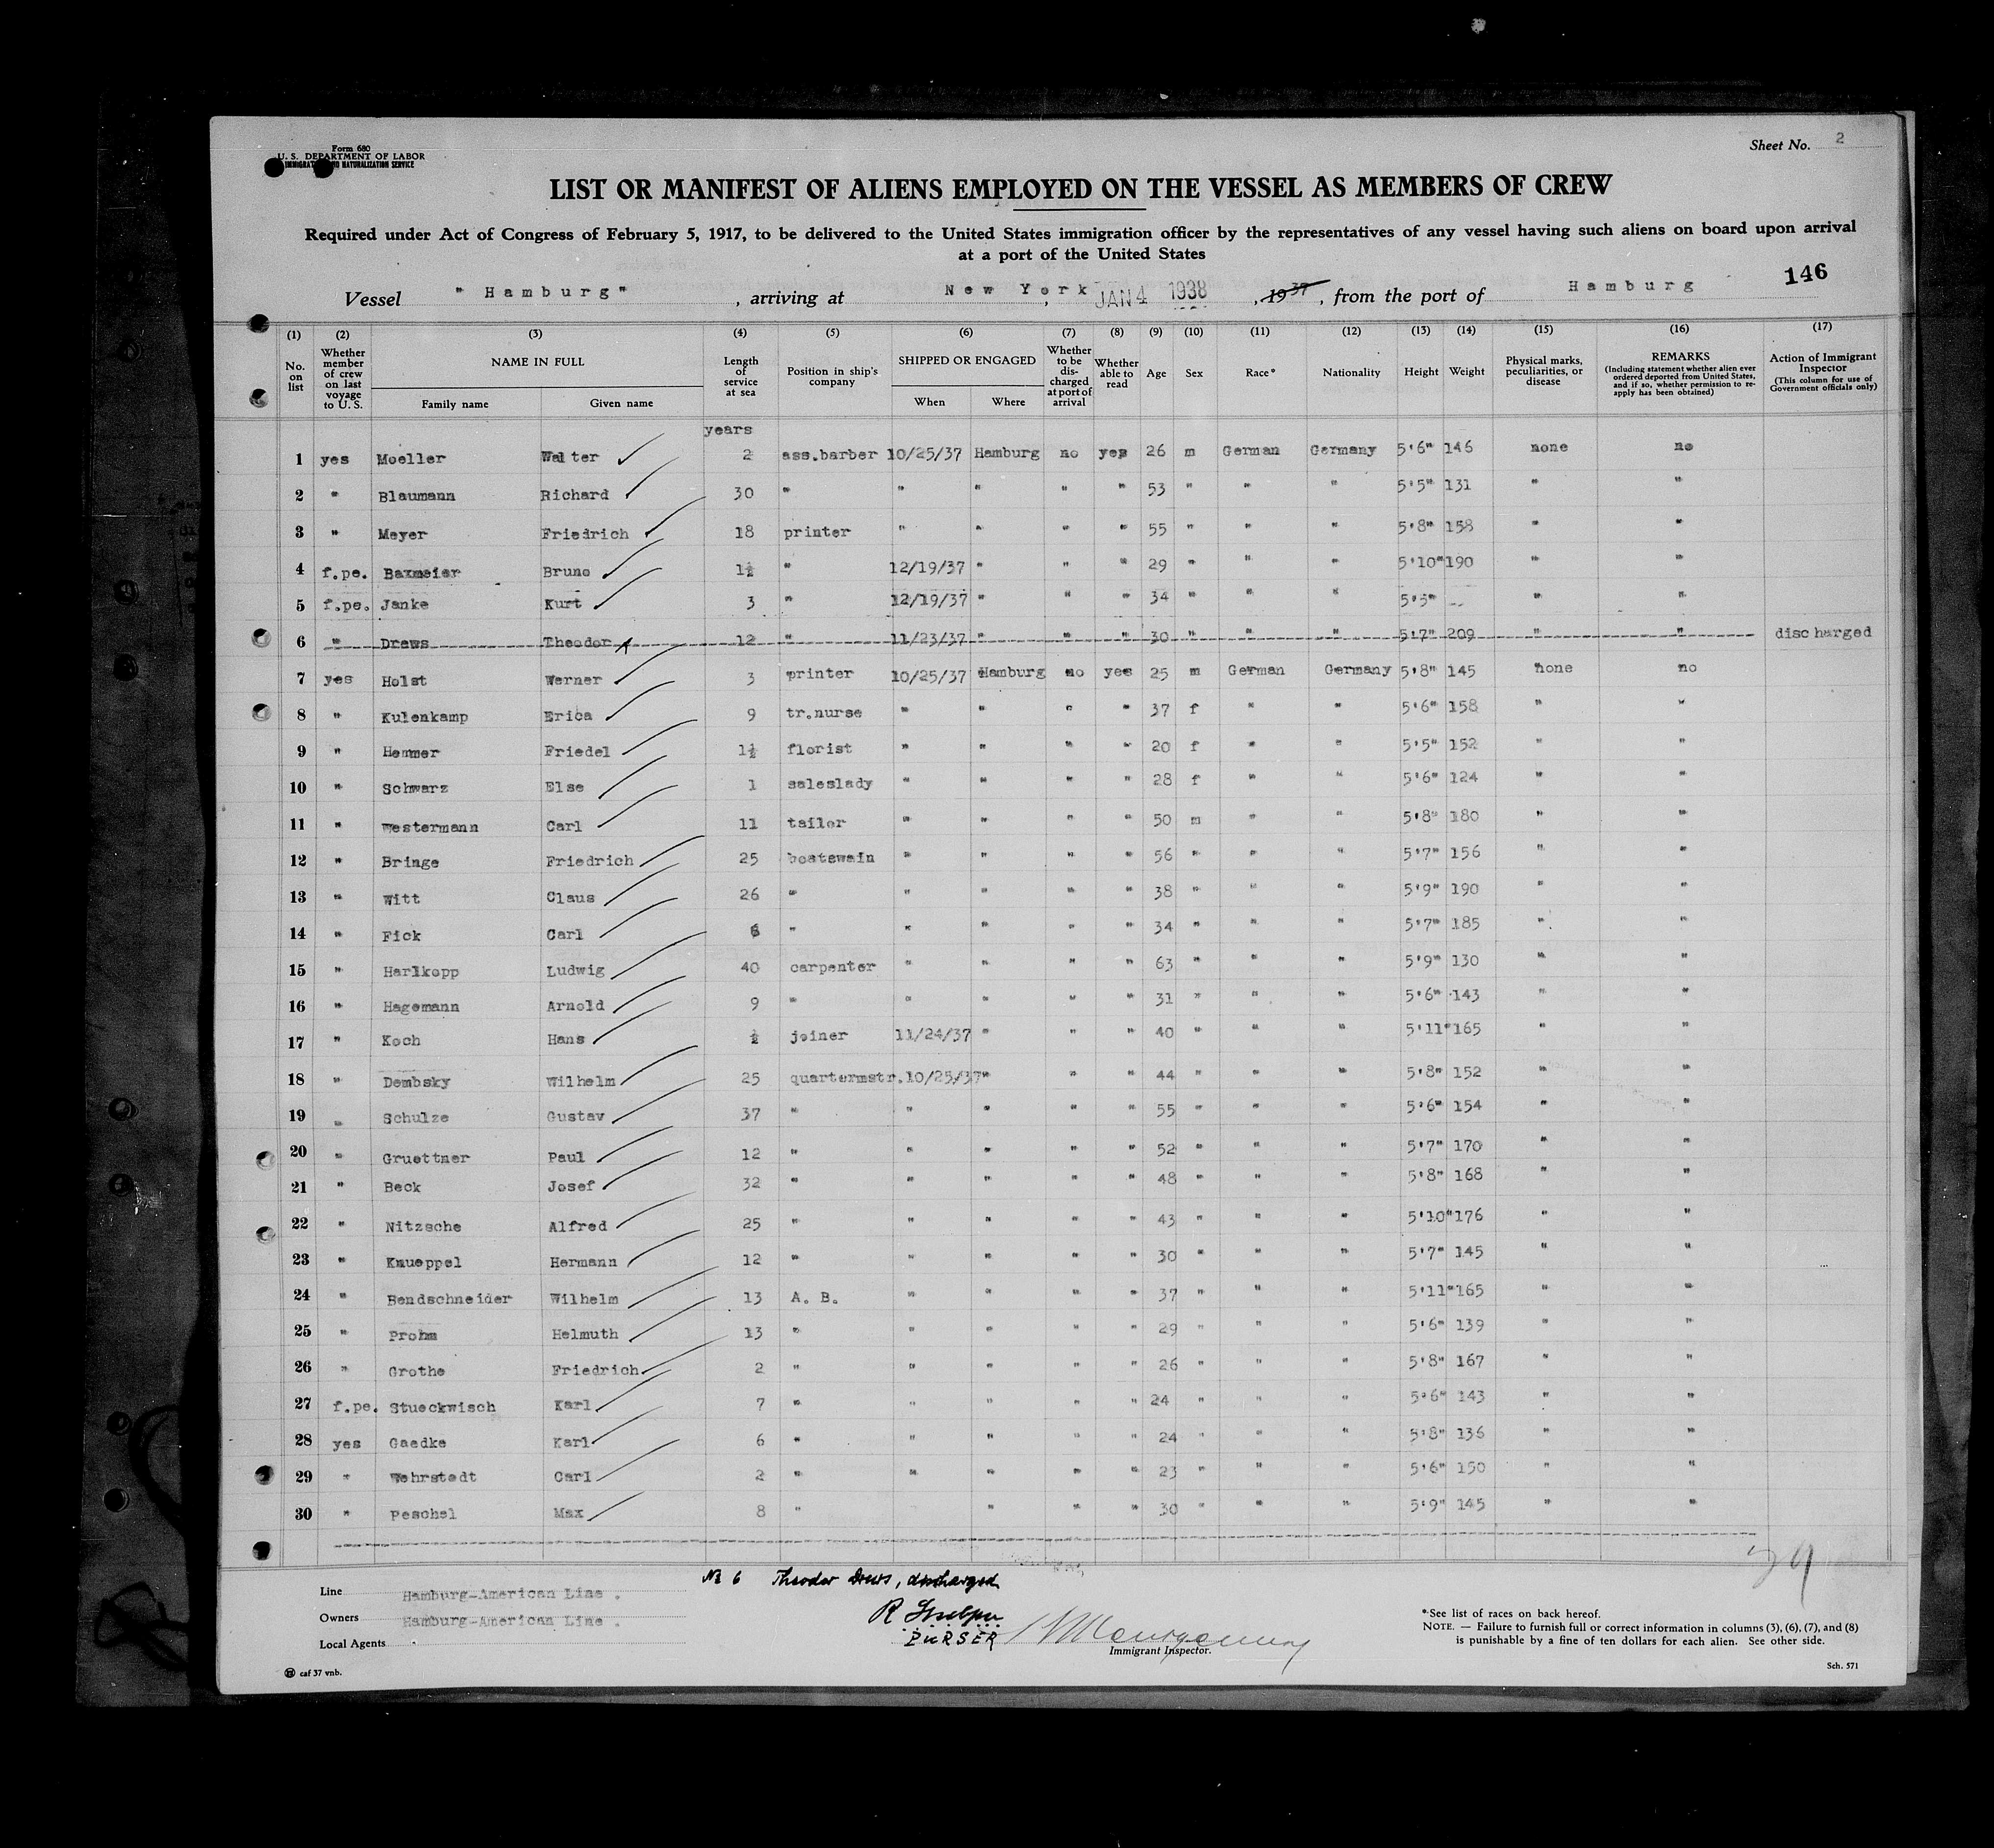 Form 680
U. S. DEPARTMENT OF LABOR
IMMIGRATION AND NATURALIZATION SERVICE
Sheet No. 2
LIST OR MANIFEST OF ALIENS EMPLOYED ON THE VESSEL AS MEMBERS OF CREW
Required under Act of Congress of February 5, 1917, to be delivered to the United States immigration officer by the representatives of any vessel having such aliens on board upon arrival
at a port of the United States
146
Vessel "Hamburg", arriving at New York, JAN 4 1938, 1937, from the port of Hamburg
(1) (2) (3) (4) (5) (6) (7) (8) (9) (10) (11) (12) (13) (14) (15) (16) (17)
No. on list Whether member of crew on last voyage to U. S. NAME IN FULL Family name Given name Length of service at sea Position in ship's company SHIPPED OR ENGAGED When Where Whether to be discharged at port of arrival Whether able to read Age Sex Race* Nationality Height Weight Physical marks, peculiarities, or disease REMARKS (Including statement whether alien ever ordered deported from United States, and if so, whether permission to re-apply has been obtained) Action of Immigrant Inspector (This column for use of Government officials only)
years
1 yes Moeller Walter 2 ass.barber 10/25/37 Hamburg no yes 26 m German Germany 5'6" 146 none no
2 " Blaumann Richard 30 " " " " " 53 " " " 5'5" 131 " "
3 " Meyer Friedrich 18 printer " " " " 55 " " " 5'8" 158 " "
4 f.pe. Baxmeier Bruno 1½ " 12/19/37 " " " 29 " " " 5'10" 190 " "
5 f.pe. Janke Kurt 3 " 12/19/37 " " " 34 " " " 5'5" -- " "
6 " Drews Theodor 12 " 11/23/37 " " " 30 " " " 5'7" 209 " " discharged
7 yes Holst Werner 3 printer 10/25/37 Hamburg no yes 25 m German Germany 5'8" 145 none no
8 " Kulenkamp Erica 9 tr.nurse " " " " 37 f " " 5'6" 158 " "
9 " Hemmer Friedel 1½ florist " " " " 20 f " " 5'5" 152 " "
10 " Schwarz Else 1 saleslady " " " " 28 f " " 5'6" 124 " "
11 " Westermann Carl 11 tailor " " " " 50 m " " 5'8" 180 " "
12 " Bringe Friedrich 25 boatswain " " " " 56 " " " 5'7" 156 " "
13 " Witt Claus 26 " " " " " 38 " " " 5'9" 190 " "
14 " Fick Carl 6 " " " " " 34 " " " 5'7" 185 " "
15 " Harlkopp Ludwig 40 carpenter " " " " 63 " " " 5'9" 130 " "
16 " Hagemann Arnold 9 " " " " " 31 " " " 5'6" 143 " "
17 " Koch Hans ½ joiner 11/24/37 " " " 40 " " " 5'11" 165 " "
18 " Dembsky Wilhelm 25 quartermstr. 10/25/37 " " " 44 " " " 5'8" 152 " "
19 " Schulze Gustav 37 " " " " " 55 " " " 5'6" 154 " "
20 " Gruettner Paul 12 " " " " " 52 " " " 5'7" 170 " "
21 " Beck Josef 32 " " " " " 48 " " " 5'8" 168 " "
22 " Nitzsche Alfred 25 " " " " " 43 " " " 5'10" 176 " "
23 " Knueppel Hermann 12 " " " " " 30 " " " 5'7" 145 " "
24 " Bendschneider Wilhelm 13 A. B. " " " " 37 " " " 5'11" 165 " "
25 " Prohm Helmuth 13 " " " " " 29 " " " 5'6" 139 " "
26 " Grothe Friedrich 2 " " " " " 26 " " " 5'8" 167 " "
27 f.pe. Stueckwisch Karl 7 " " " " " 24 " " " 5'6" 143 " "
28 yes Gaedke Karl 6 " " " " " 24 " " " 5'8" 136 " "
29 " Wehrstedt Carl 2 " " " " " 23 " " " 5'6" 150 " "
30 " Peschel Max 8 " " " " 30 " " " 5'9" 145 " "
29
№ 6 Theodor Drews, discharged
Line Hamburg-American Line.
Owners Hamburg-American Line.
Local Agents
R
PURSER
Montgomery
Immigrant Inspector.
*See list of races on back hereof.
NOTE. — Failure to furnish full or correct information in columns (3), (6), (7), and (8)
is punishable by a fine of ten dollars for each alien. See other side.
caf 37 vnb.
Sch. 571